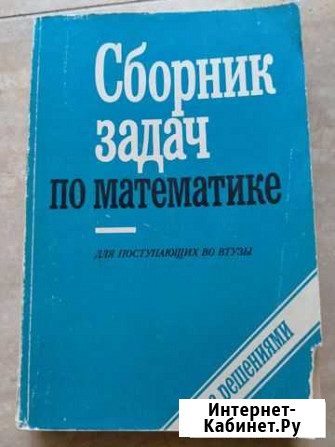 Сборник
задач
по математике
для поступающих во втузы
с решениями
Интернет-
Кабинет.Ру